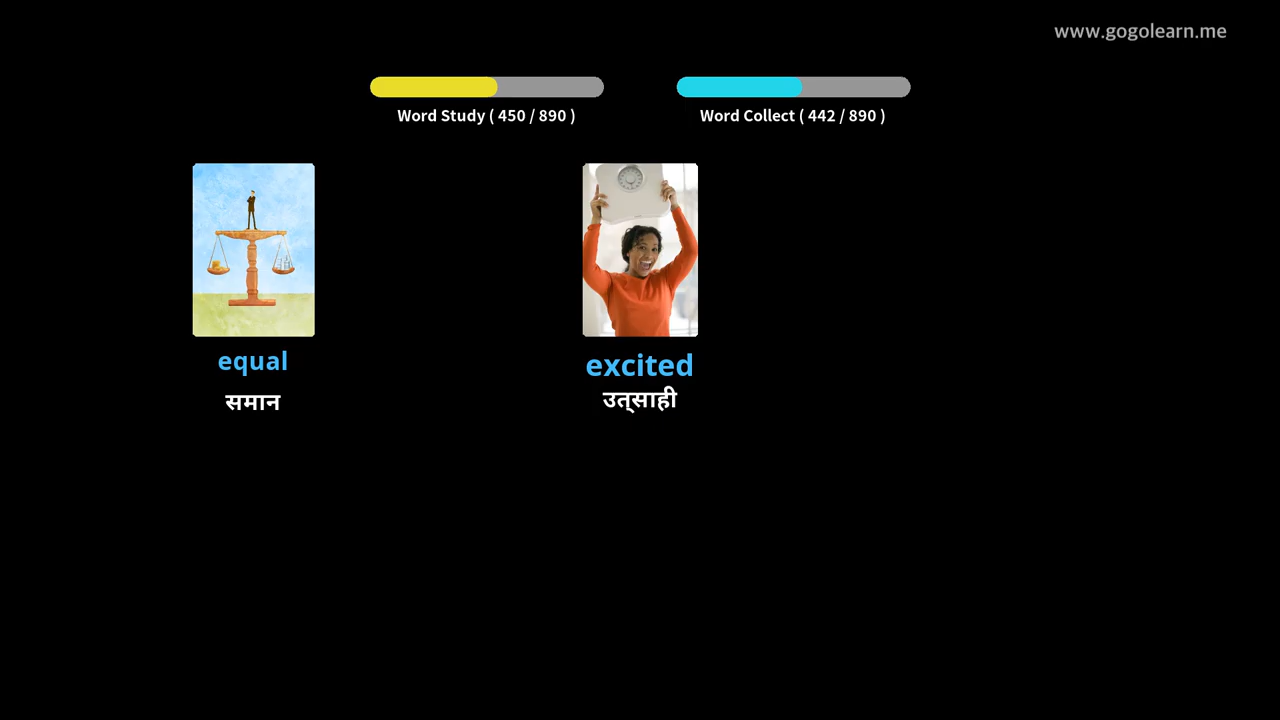 www.gogolearn.me
Word Study ( 450 / 890 )
Word Collect ( 442 / 890 )
equal
समान
excited
उत्साही